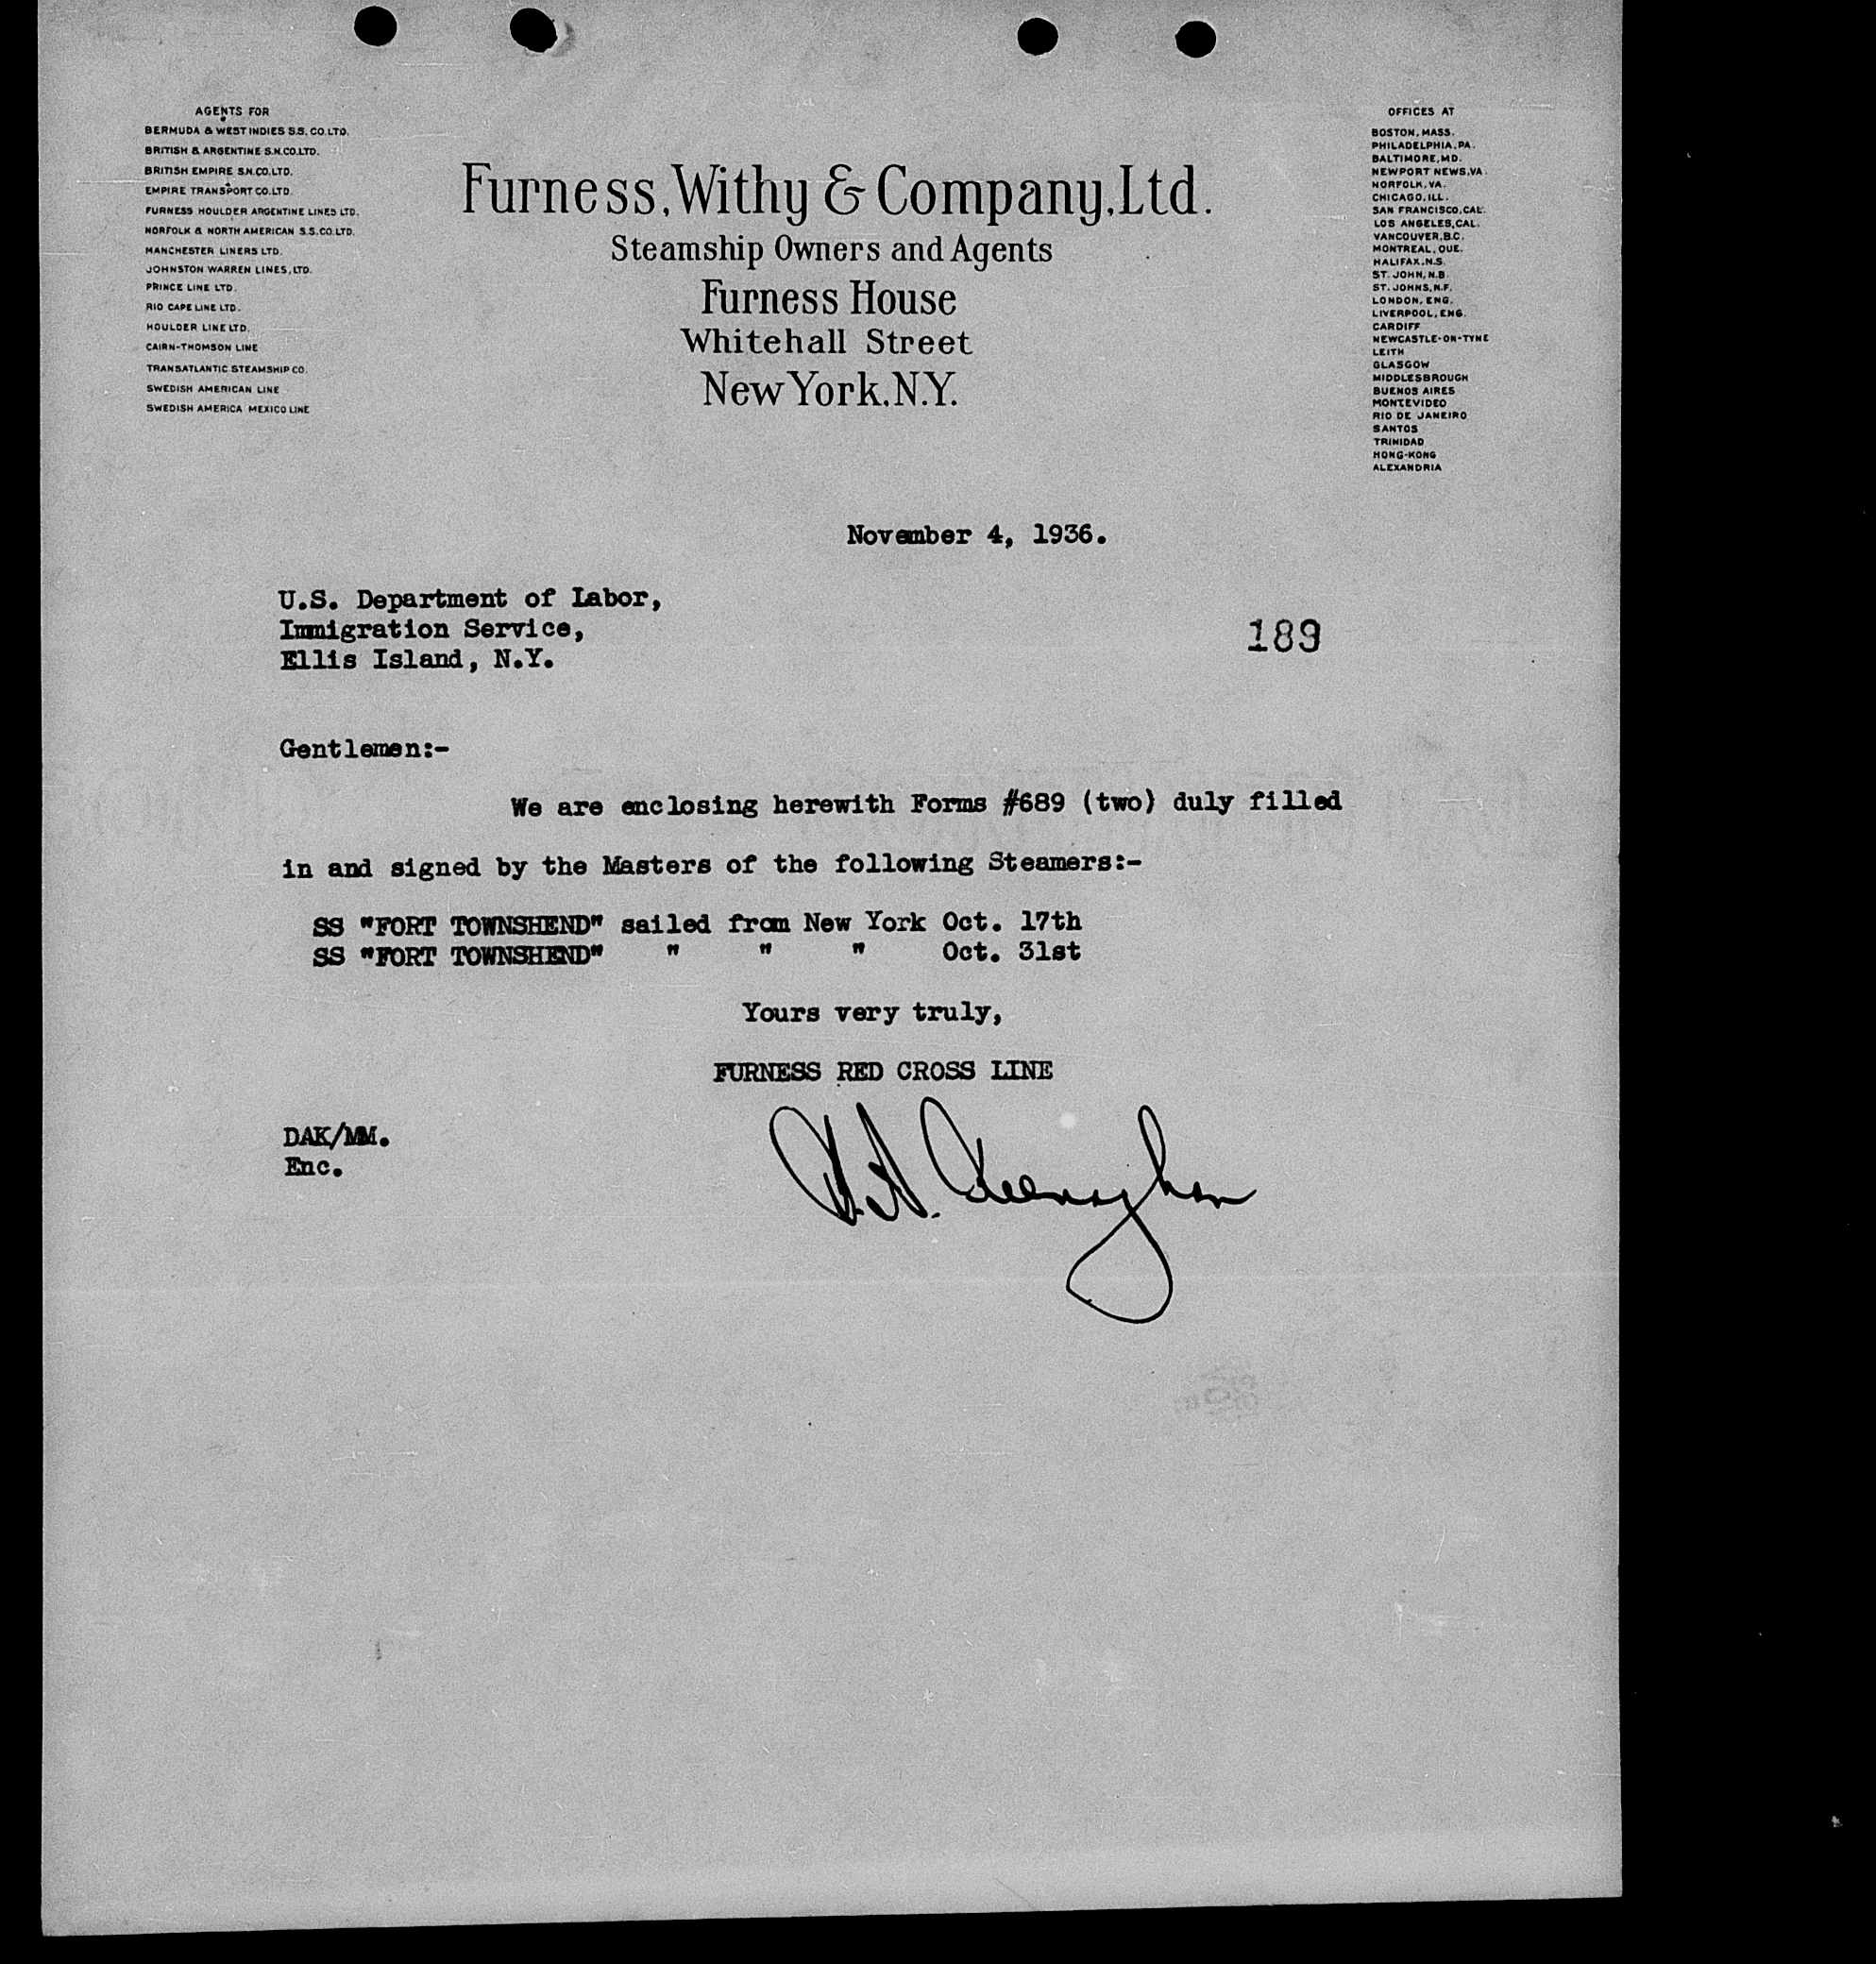 AGENTS FOR
BERMUDA & WEST INDIES S.S. CO. LTD.
BRITISH & ARGENTINE S.N.CO.LTD.
BRITISH EMPIRE S.N.CO.LTD.
EMPIRE TRANSPORT CO.LTD.
FURNESS HOULDER ARGENTINE LINES LTD.
NORFOLK & NORTH AMERICAN S.S.CO.LTD.
MANCHESTER LINERS LTD.
JOHNSTON WARREN LINES, LTD.
PRINCE LINE LTD.
RIO CAPE LINE LTD.
HOULDER LINE LTD.
CAIRN-THOMSON LINE
TRANSATLANTIC STEAMSHIP CO.
SWEDISH AMERICAN LINE
SWEDISH AMERICA MEXICO LINE
Furness, Withy & Company, Ltd.
Steamship Owners and Agents
Furness House
Whitehall Street
New York. N.Y.
OFFICES AT
BOSTON, MASS.
PHILADELPHIA, PA.
BALTIMORE, MD.
NEWPORT NEWS, VA.
NORFOLK, VA.
CHICAGO, ILL.
SAN FRANCISCO, CAL.
LOS ANGELES, CAL.
VANCOUVER, B.C.
MONTREAL, QUE.
HALIFAX, N.S.
ST. JOHN, N.B.
ST. JOHNS, N.F.
LONDON, ENG.
LIVERPOOL, ENG.
CARDIFF
NEWCASTLE-ON-TYNE
LEITH
GLASGOW
MIDDLESBROUGH
BUENOS AIRES
MONTEVIDEO
RIO DE JANEIRO
SANTOS
TRINIDAD
HONG-KONG
ALEXANDRIA
November 4, 1936.
U.S. Department of Labor,
Immigration Service,
Ellis Island, N.Y.
189
Gentlemen:-
We are enclosing herewith Forms #689 (two) duly filled
in and signed by the Masters of the following Steamers:-
SS "FORT TOWNSHEND" sailed from New York Oct. 17th
SS "FORT TOWNSHEND" " " " Oct. 31st
Yours very truly,
FURNESS RED CROSS LINE
DAK/MM.
Enc.